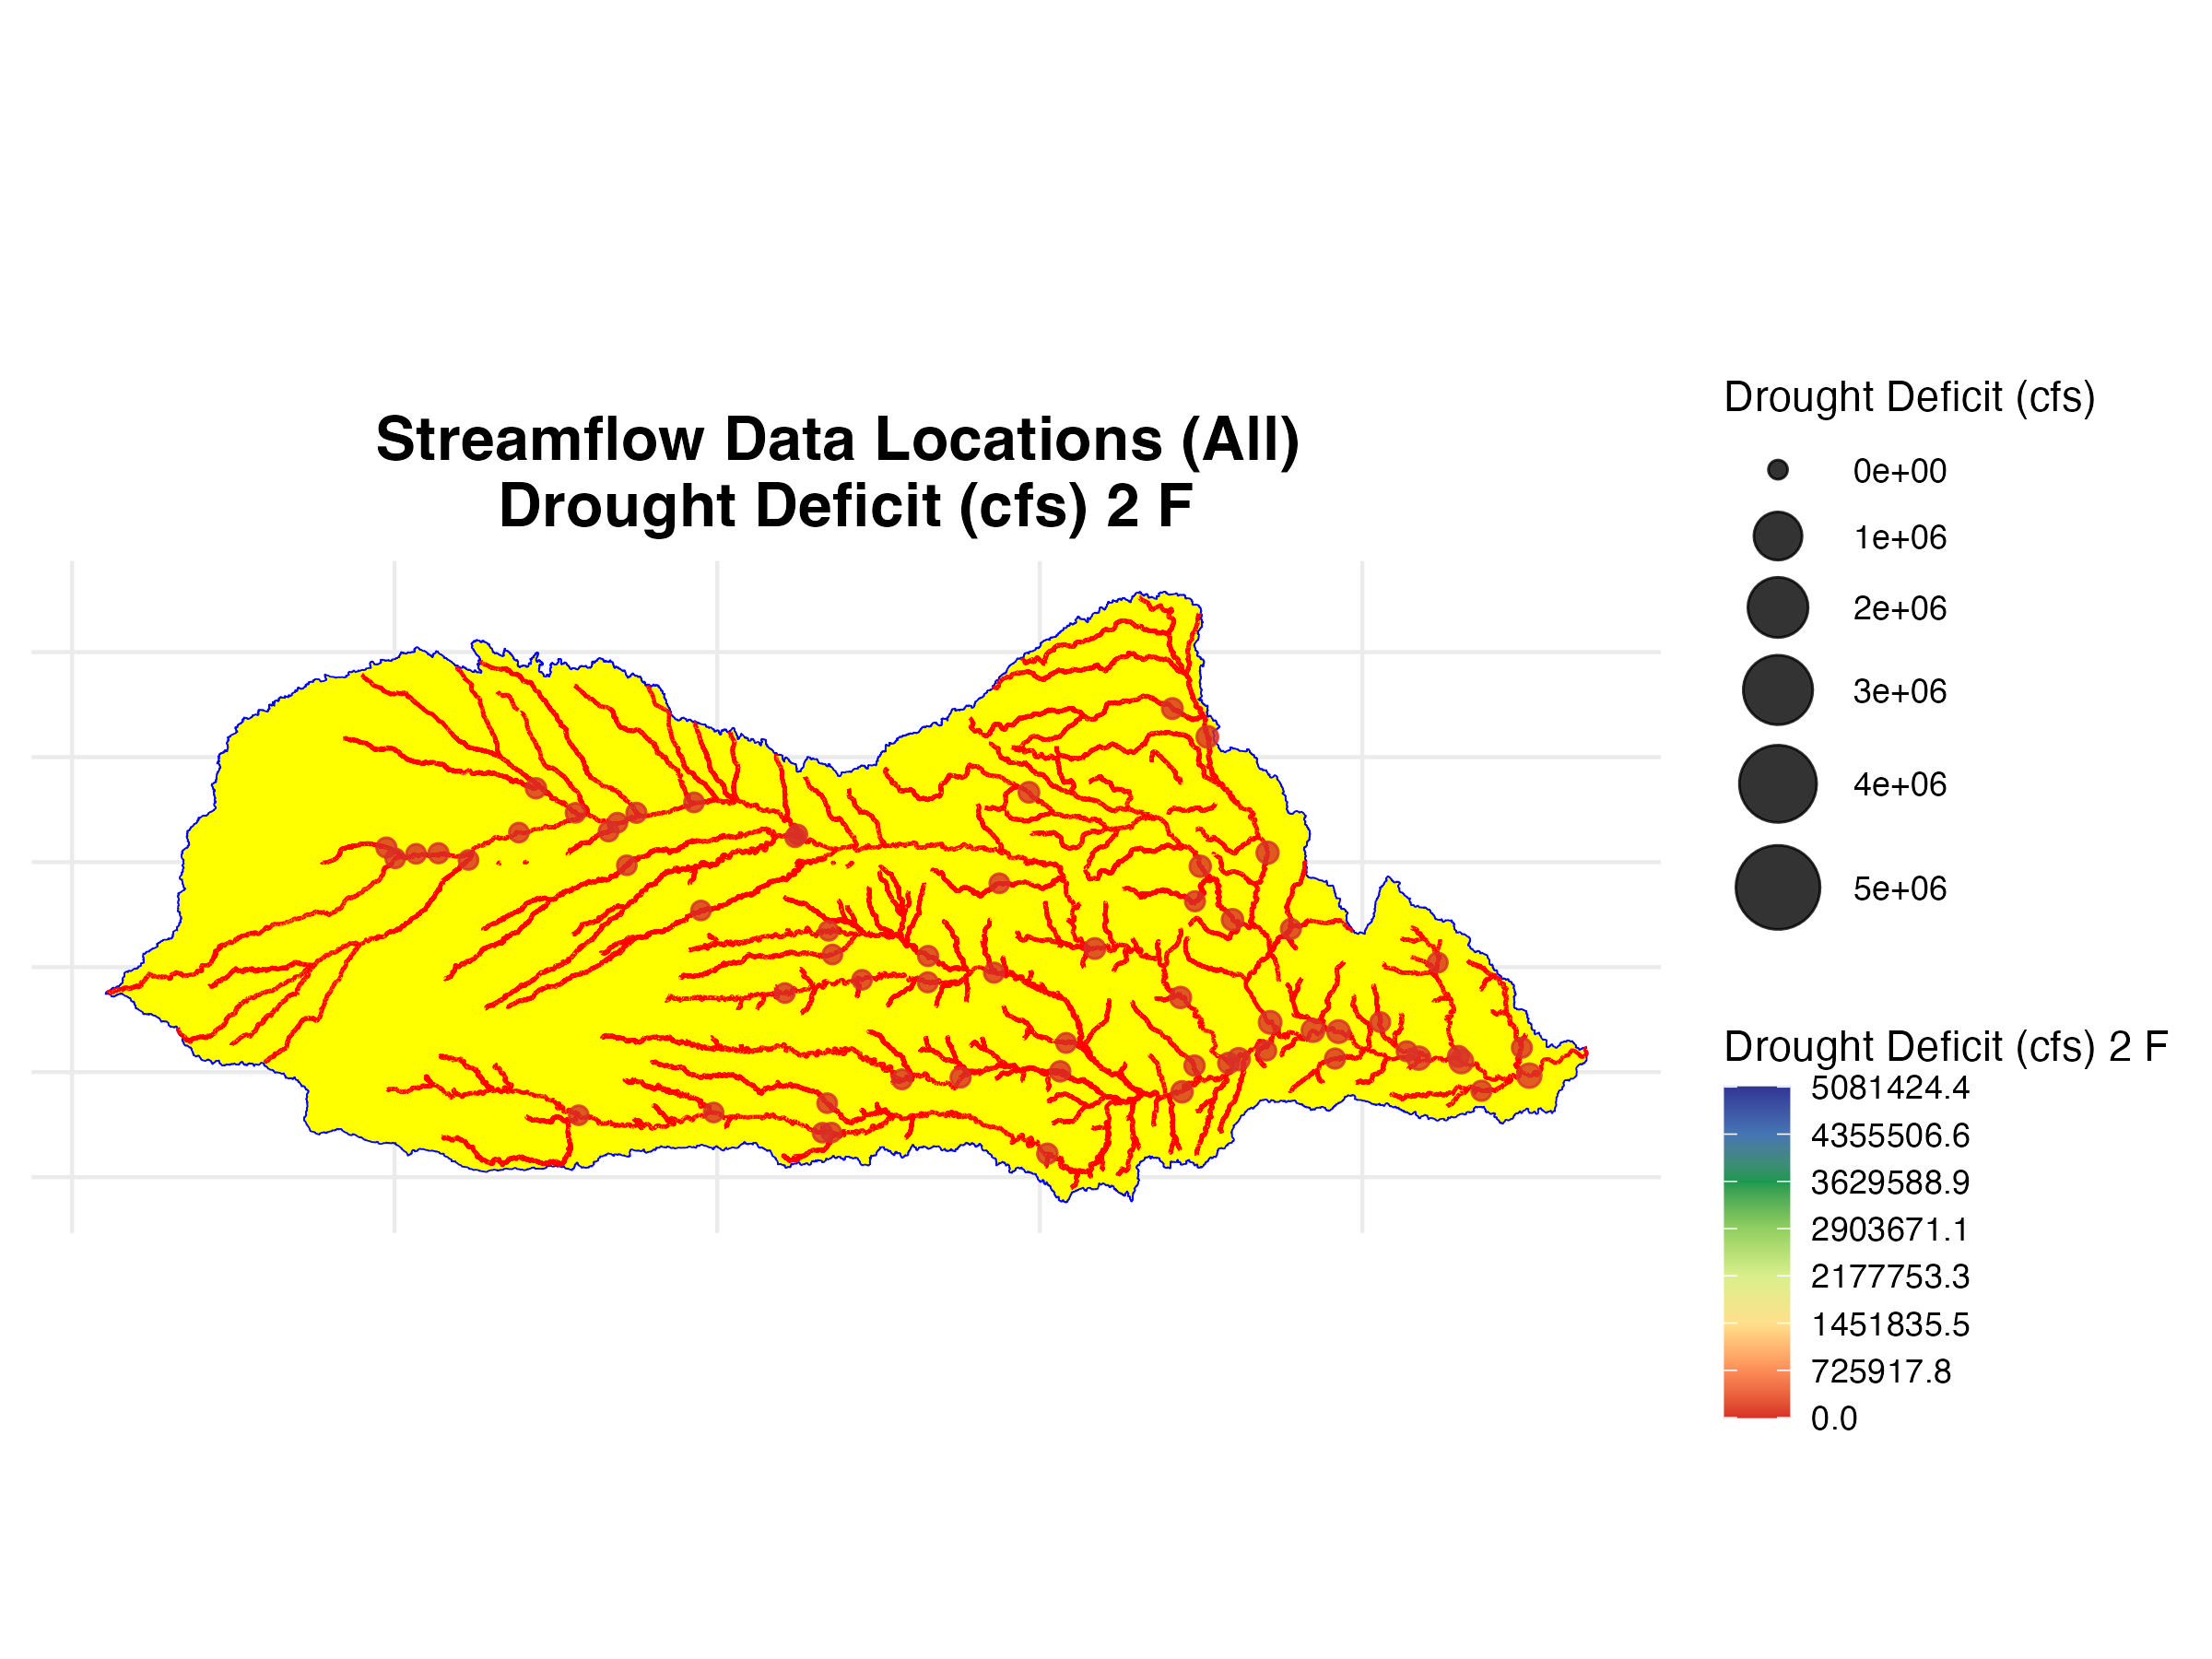 Streamflow Data Locations (All)
Drought Deficit (cfs) 2 F
Drought Deficit (cfs)
0e+00
1e+06
2e+06
3e+06
4e+06
5e+06
Drought Deficit (cfs) 2 F
5081424.4
4355506.6
3629588.9
2903671.1
2177753.3
1451835.5
725917.8
0.0